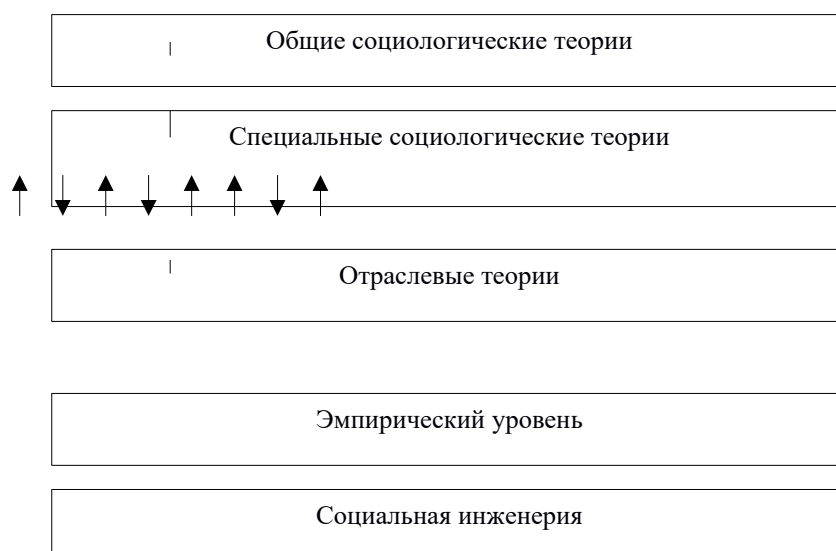 Общие социологические теории
Специальные социологические теории
Отраслевые теории
Эмпирический уровень
Социальная инженерия